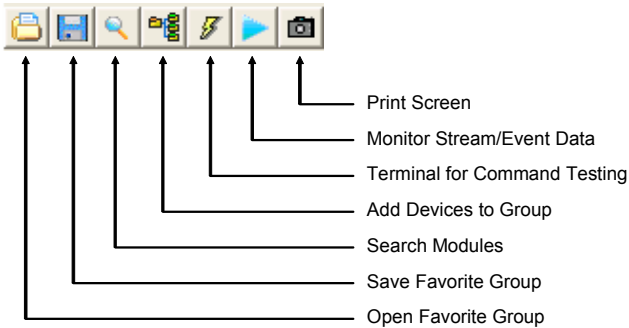 Print Screen
Monitor Stream/Event Data
Terminal for Command Testing
Add Devices to Group
Search Modules
Save Favorite Group
Open Favorite Group